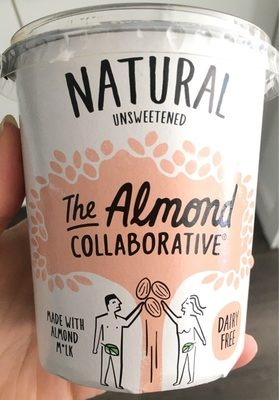 NATURAL
UNSWEETENED
The Almond
COLLABORATIVE®
MADE WITH
ALMOND
M*LK
DAIRY
FREE